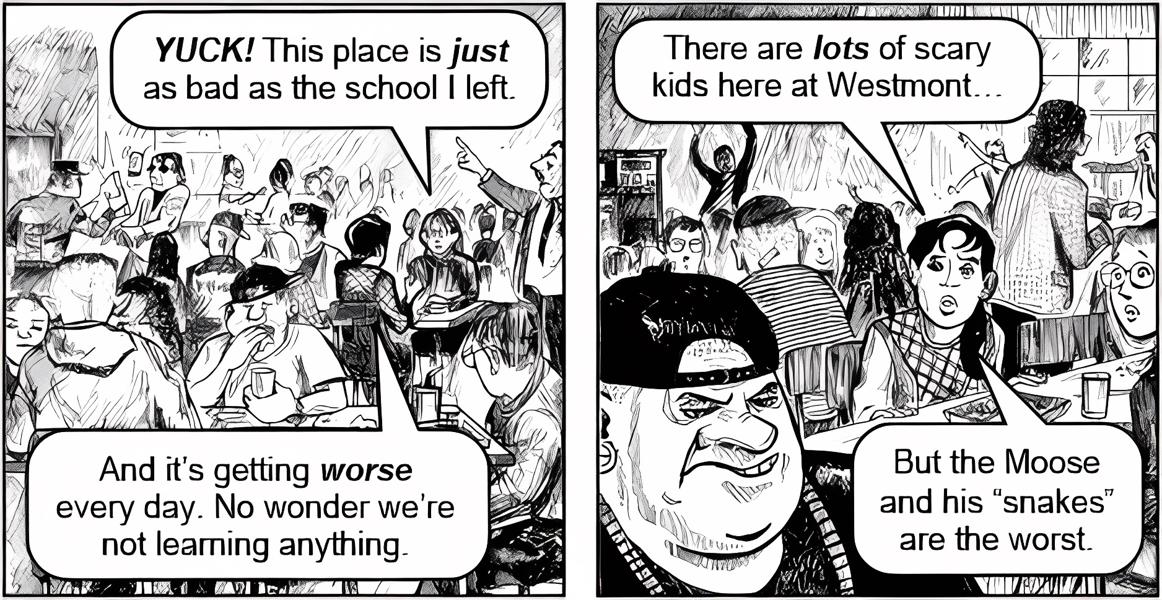 YUCK! This place is just
as bad as the school I left.
And it's getting worse
every day. No wonder we're
not learning anything.
There are lots of scary
kids here at Westmont...
But the Moose
and his “snakes”
are the worst.